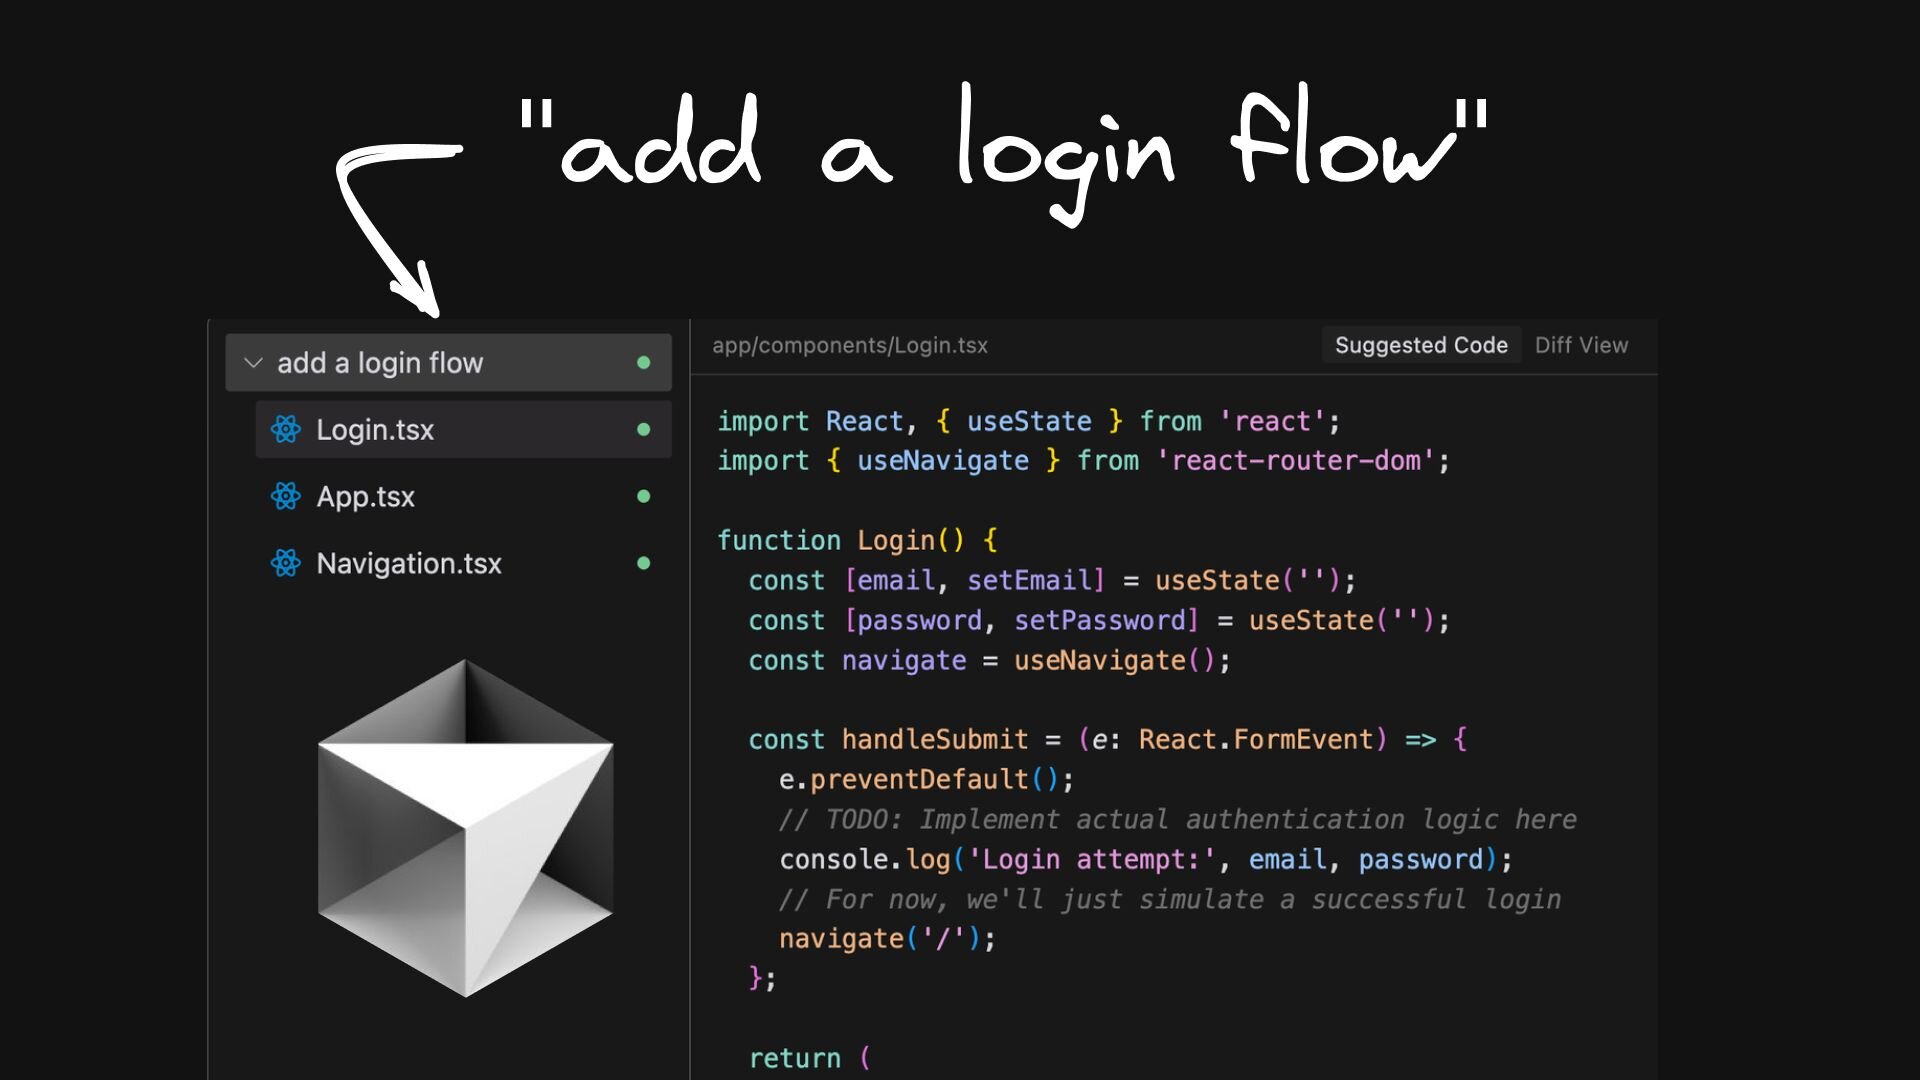 "add a login flow"
add a login flow
Login.tsx
App.tsx
Navigation.tsx
app/components/Login.tsx
Suggested Code
Diff View
import React, { useState } from 'react';
import { useNavigate } from 'react-router-dom';
function Login() {
const [email, setEmail] = useState('');
const [password, setPassword] = useState('');
const navigate = useNavigate();
const handleSubmit = (e: React.FormEvent) => {
e.preventDefault();
// TODO: Implement actual authentication logic here
console.log('Login attempt:', email, password);
// For now, we'll just simulate a successful login
navigate('/');
};
return (